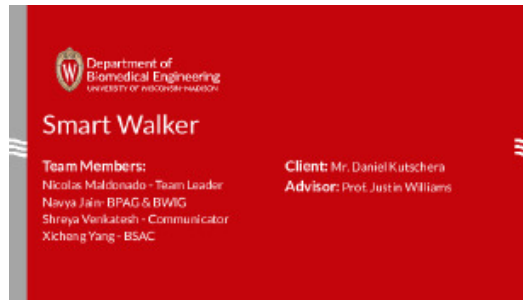 Department of
Biomedical Engineering
UNIVERSITY OF WISCONSIN-MADISON
Smart Walker
Team Members:
Nicolas Maldonado - Team Leader
Navya Jain- BPAG & BWIG
Shreya Venkatesh - Communicator
Xicheng Yang - BSAC
Client: Mr. Daniel Kutschera
Advisor: Prof. Justin Williams